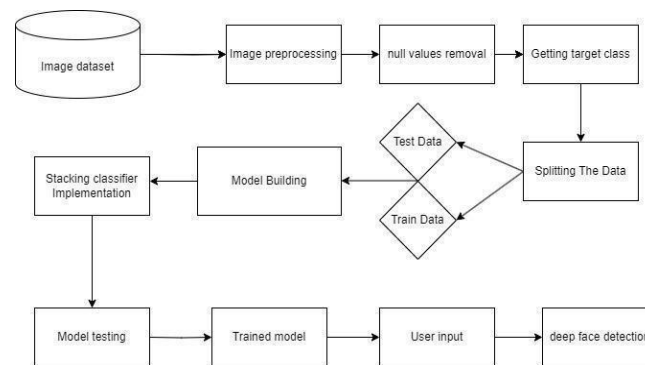 Image dataset
Image preprocessing
null values removal
Getting target class
Test Data
Splitting The Data
Stacking classifier
Implementation
Model Building
Train Data
Model testing
Trained model
User input
deep face detection